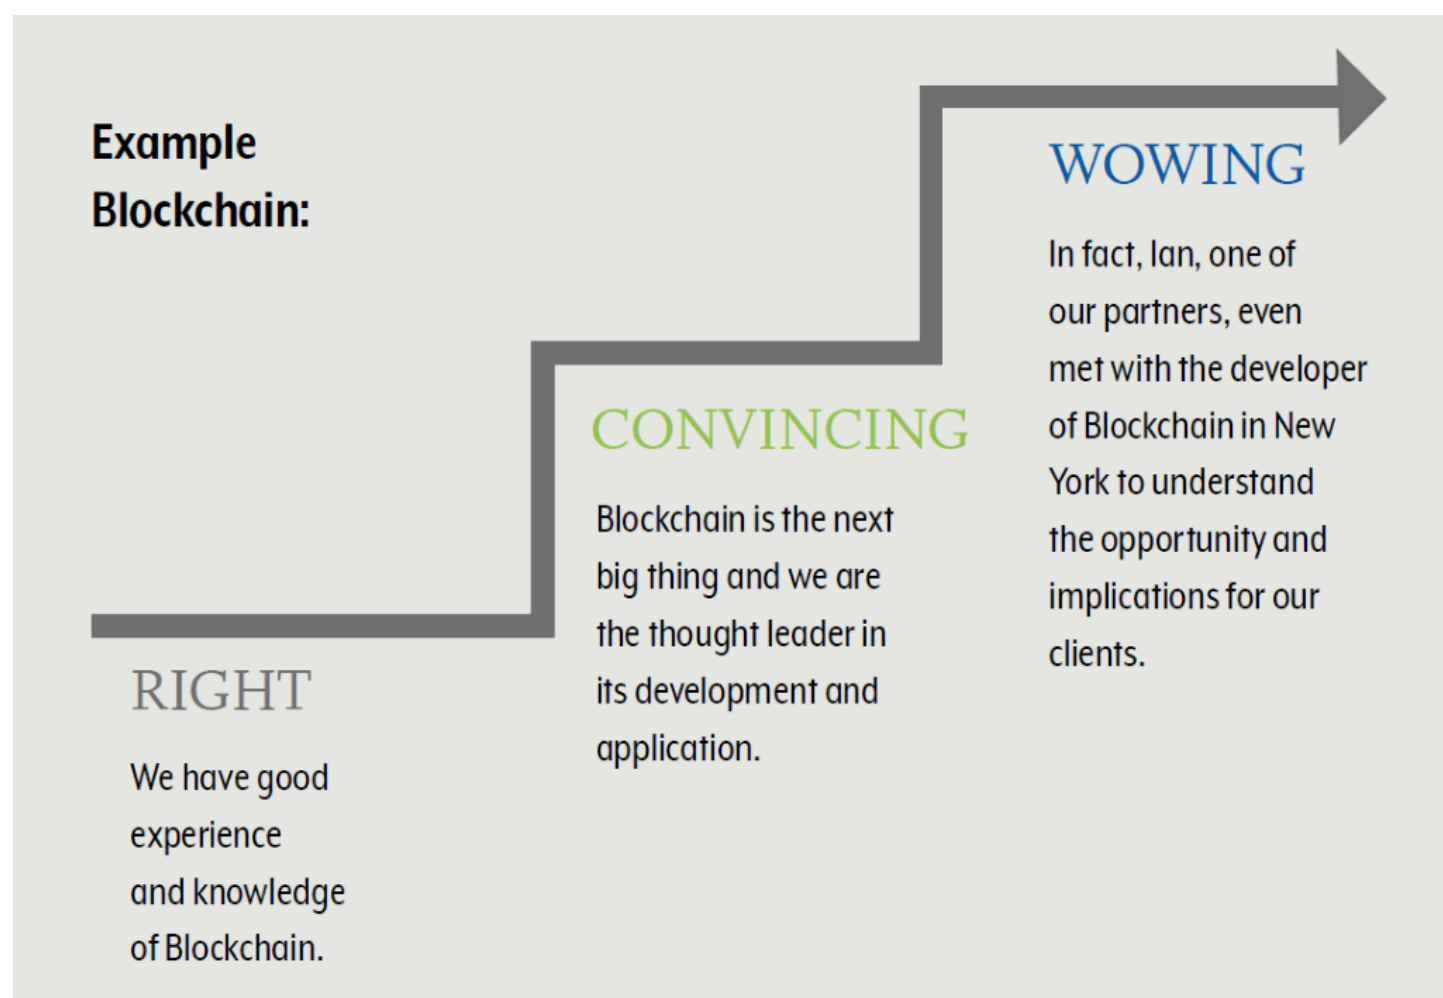 Example
Blockchain:
RIGHT
We have good
experience
and knowledge
of Blockchain.
CONVINCING
Blockchain is the next
big thing and we are
the thought leader in
its development and
application.
WOWING
In fact, Ian, one of
our partners, even
met with the developer
of Blockchain in New
York to understand
the opportunity and
implications for our
clients.